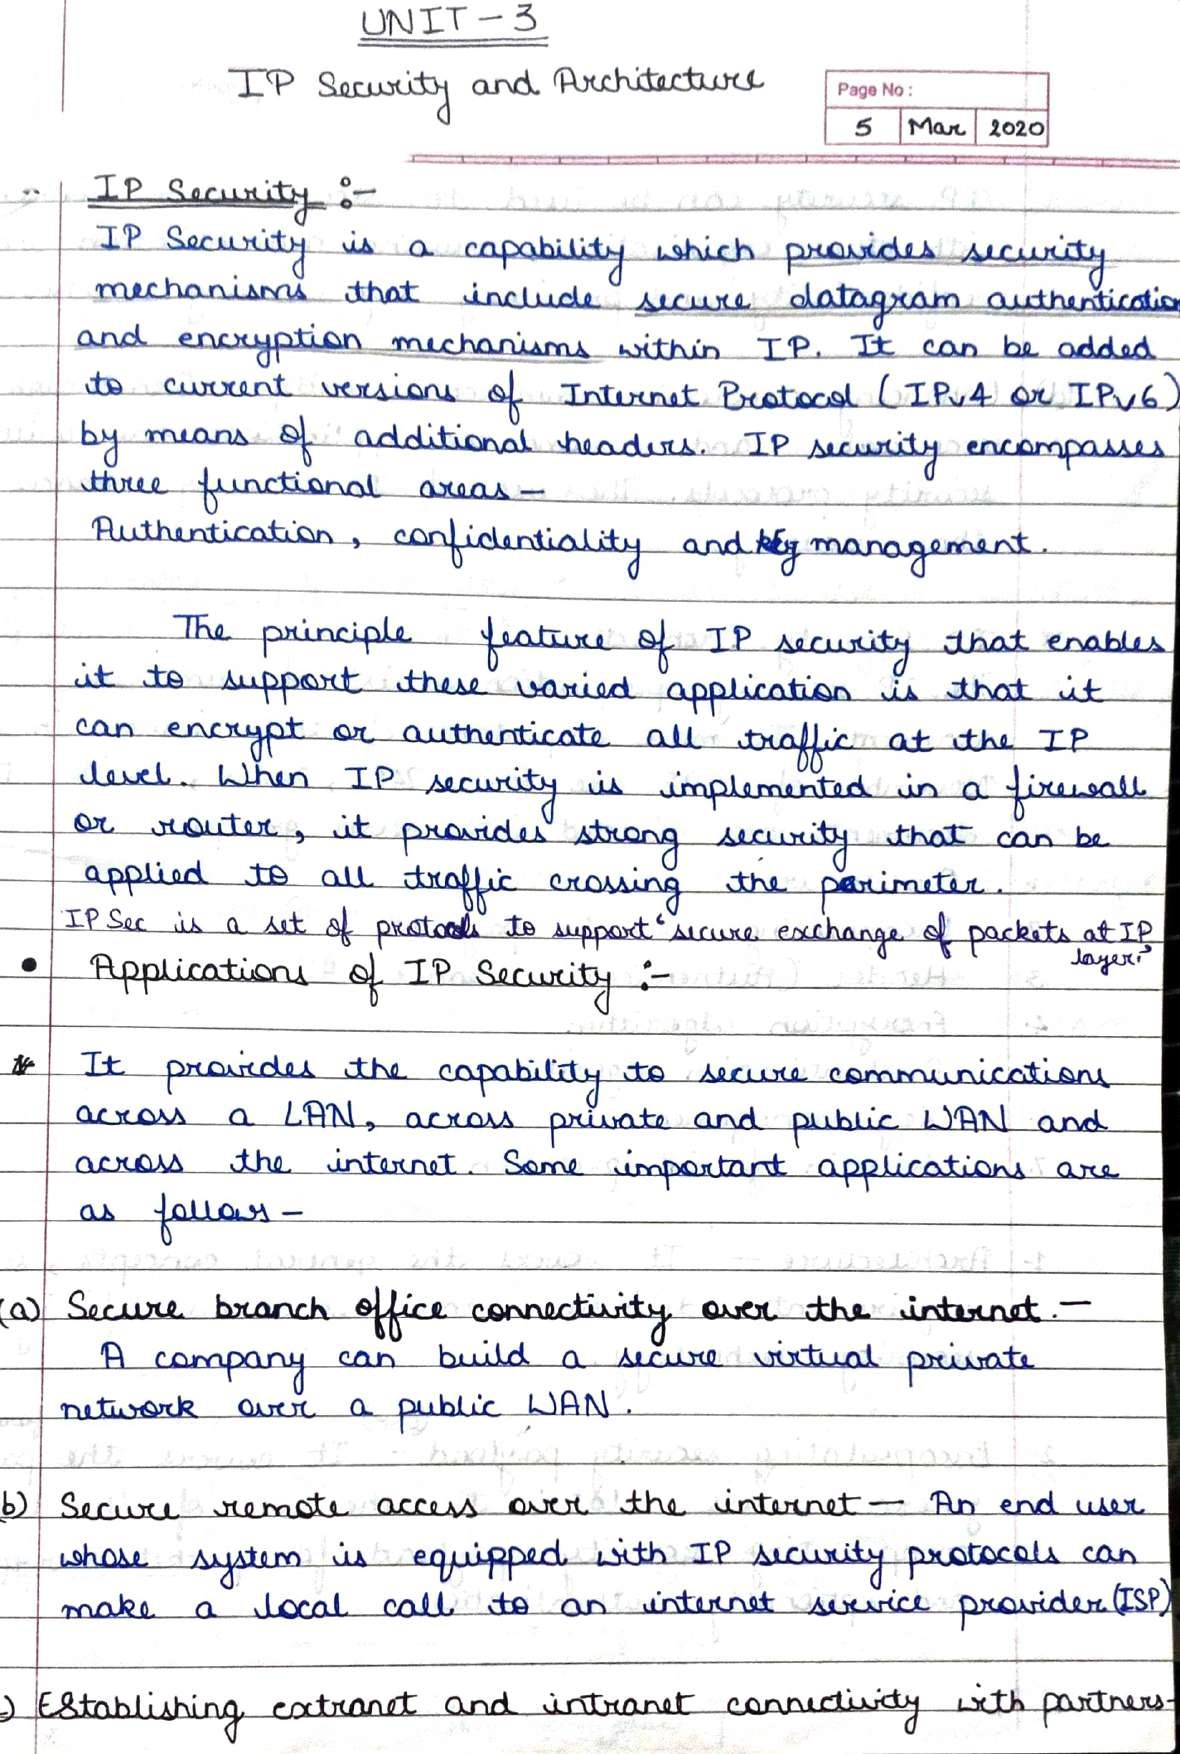 UNIT-3
IP Security and Architecture
Page No :
5 Mar 2020
IP Security :-
IP Security is a capability which provides security
mechanisms that include secure datagram authentication
and encryption mechanisms within IP. It can be added
to current versions of Internet Protocol (IPv4 or IPv6)
by means of additional headers. IP security encompasses
three functional areas -
Authentication, confidentiality and key management.
The principle feature of IP security that enables
it to support these varied application is that it
can encrypt or authenticate all traffic at the IP
level. When IP security is implemented in a firewall
or router, it provides strong security that can be
applied to all traffic crossing the perimeter.
IPSec is a set of protocols to support secure exchange of packets at IP
layer.
• Applications of IP Security :-
* It provides the capability to secure communications
across a LAN, across private and public WAN and
across the internet. Some important applications are
as follows -
(a) Secure branch office connectivity over the internet. -
A company can build a secure virtual private
network over a public WAN.
b) Secure remote access over the internet - An end user
whose system is equipped with IP security protocols can
make a local call to an internet service provider (ISP)
) Establishing extranet and intranet connectivity with partners-